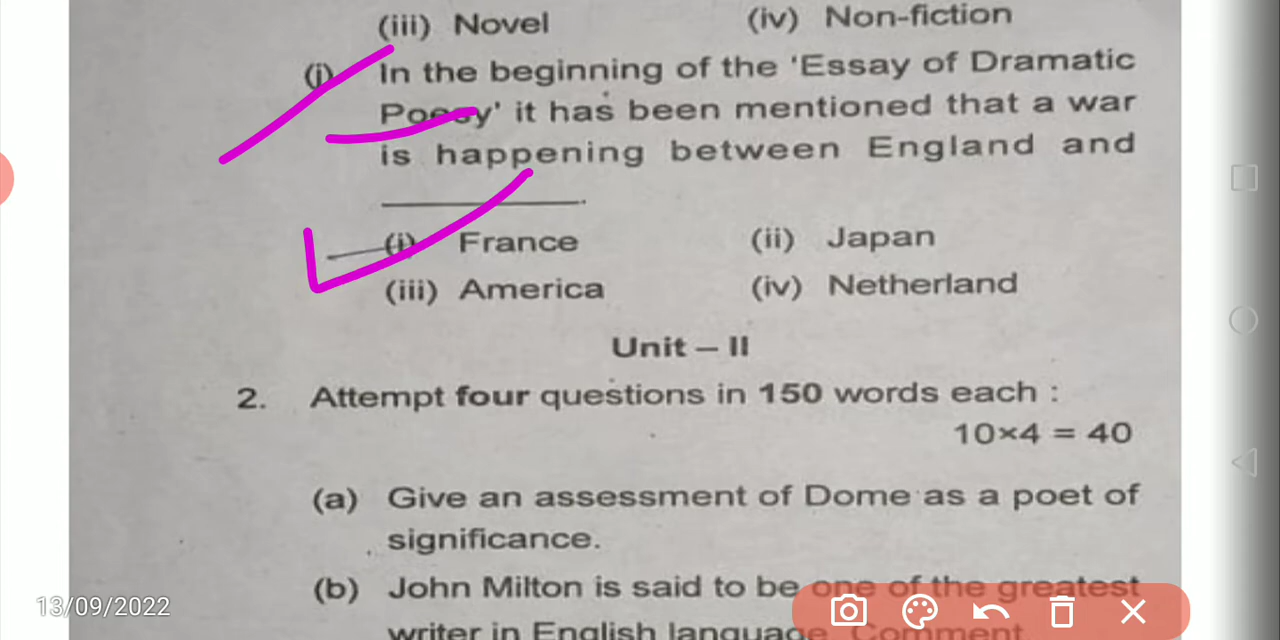 (iii) Novel (iv) Non-fiction
(j) In the beginning of the 'Essay of Dramatic
Poesy' it has been mentioned that a war
is happening between England and
____________.
(i) France (ii) Japan
(iii) America (iv) Netherland
Unit – II
2. Attempt four questions in 150 words each :
10×4 = 40
(a) Give an assessment of Dome as a poet of
significance.
(b) John Milton is said to be one of the greatest
writer in English language. Comment.
13/09/2022